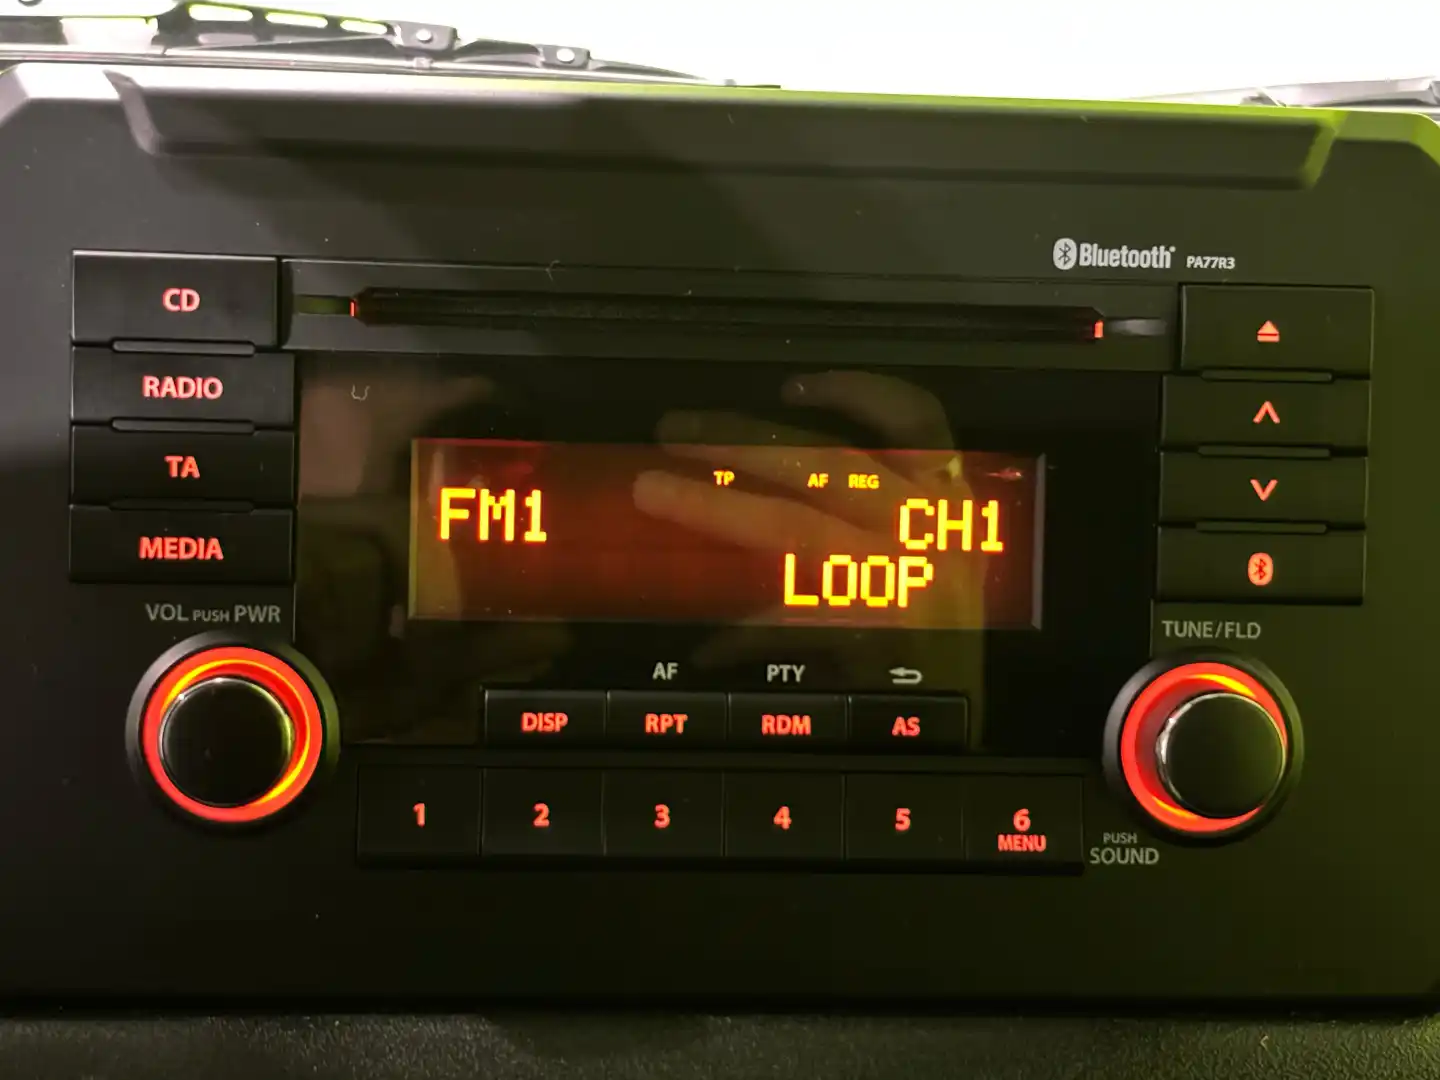 Bluetooth PA77R3
CD
RADIO
TA
MEDIA
TP AF REG
FM1 CH1
LOOP
VOL PUSH PWR
TUNE/FLD
AF PTY
DISP RPT RDM AS
1 2 3 4 5 6
MENU
PUSH
SOUND